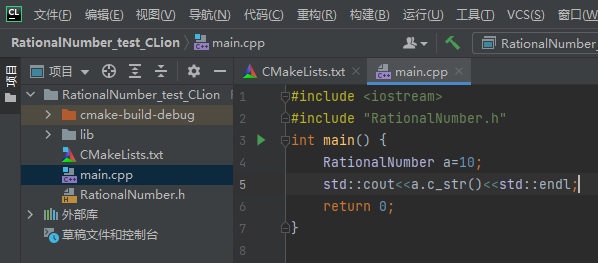 CL 文件(F) 编辑(E) 视图(V) 导航(N) 代码(C) 重构(R) 构建(B) 运行(U) 工具(T) VCS(S) 窗口(W)
RationalNumber_test_CLion main.cpp RationalNumber_
项目 项目 CMakeLists.txt main.cpp
RationalNumber_test_CLion
cmake-build-debug
lib
CMakeLists.txt
main.cpp
RationalNumber.h
外部库
草稿文件和控制台
1 #include <iostream>
2 #include "RationalNumber.h"
3 int main() {
4 RationalNumber a=10;
5 std::cout<<a.c_str()<<std::endl;
6 return 0;
7 }
8